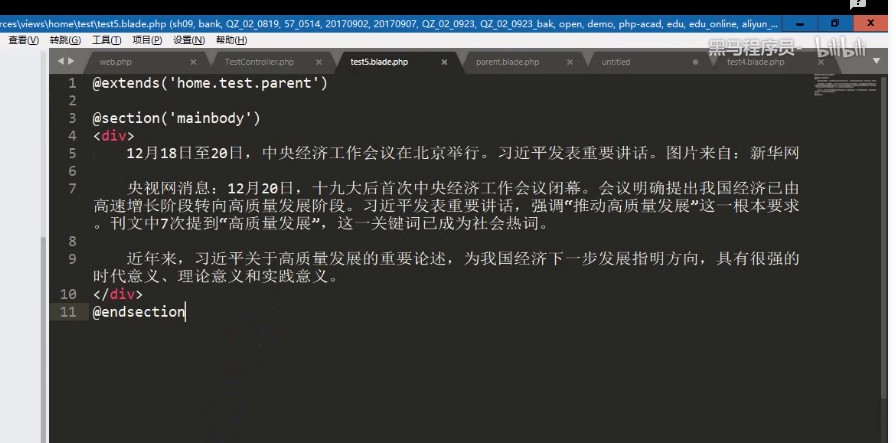 rces\views\home\test\test5.blade.php (sh09, bank, QZ_02_0819, 57_0514, 20170902, 20170907, QZ_02_0923, QZ_02_0923_bak, open, demo, php-acad, edu, edu_online, aliyun_...
查看(V) 转跳(G) 工具(T) 项目(P) 设置(N) 帮助(H)
黑马程序员- bilibili
web.php TestController.php test5.blade.php parent.blade.php untitled test4.blade.php
1 @extends('home.test.parent')
2
3 @section('mainbody')
4 <div>
5 12月18日至20日，中央经济工作会议在北京举行。习近平发表重要讲话。图片来自：新华网
6
7 央视网消息：12月20日，十九大后首次中央经济工作会议闭幕。会议明确提出我国经济已由
高速增长阶段转向高质量发展阶段。习近平发表重要讲话，强调“推动高质量发展”这一根本要求
。刊文中7次提到“高质量发展”，这一关键词已成为社会热词。
8
9 近年来，习近平关于高质量发展的重要论述，为我国经济下一步发展指明方向，具有很强的
时代意义、理论意义和实践意义。
10 </div>
11 @endsection